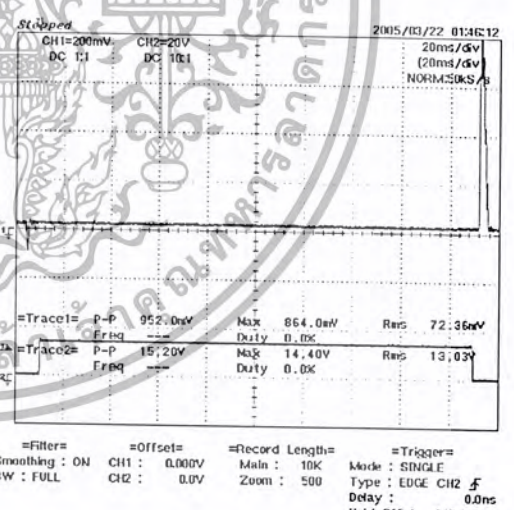 Stopped 2005/03/22 01:46:12
CH1=200mV CH2=20V 20ms/div
DC 1:1 DC 10:1 (20ms/div)
NORM:50kS/s
=Trace1= P-P 952.0mV Max 864.0mV Rms 72.36mV
Freq --- Duty 0.0%
=Trace2= P-P 15.20V Max 14.40V Rms 13.03V
Freq --- Duty 0.0%
=Filter= =Offset= =Record Length= =Trigger=
Smoothing : ON CH1 : 0.000V Main : 10K Mode : SINGLE
BW : FULL CH2 : 0.0V Zoom : 500 Type : EDGE CH2
Delay : 0.0ns